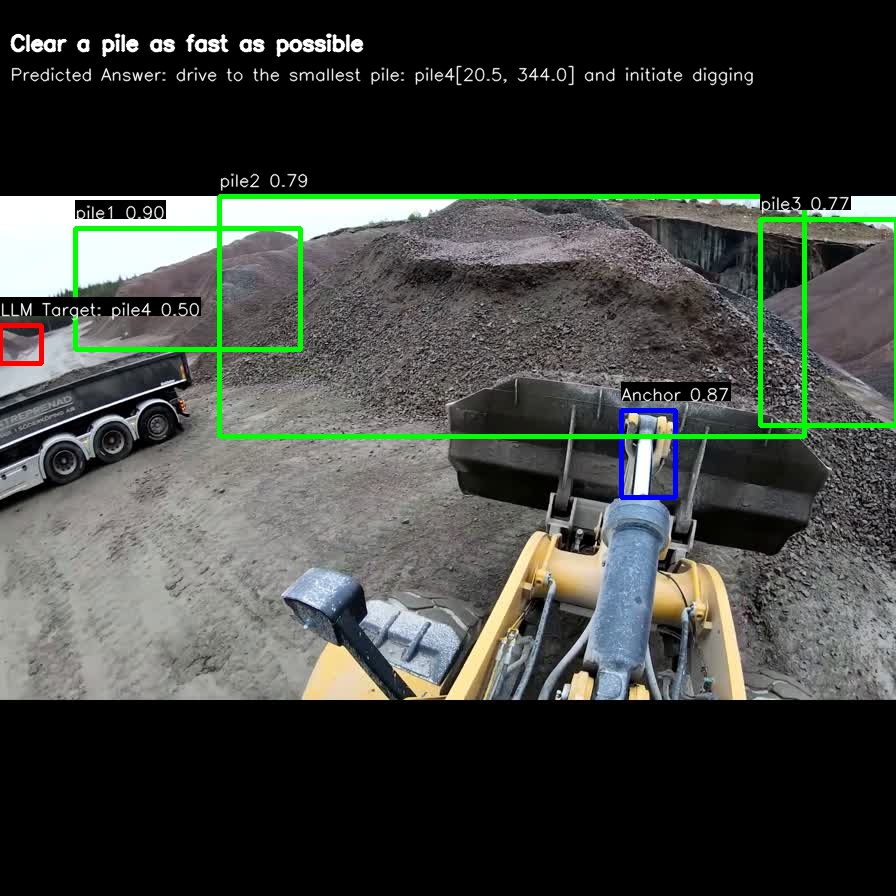 Clear a pile as fast as possible
Predicted Answer: drive to the smallest pile: pile4[20.5, 344.0] and initiate digging
pile2 0.79
pile3 0.77
pile1 0.90
LLM Target: pile4 0.50
Anchor 0.87